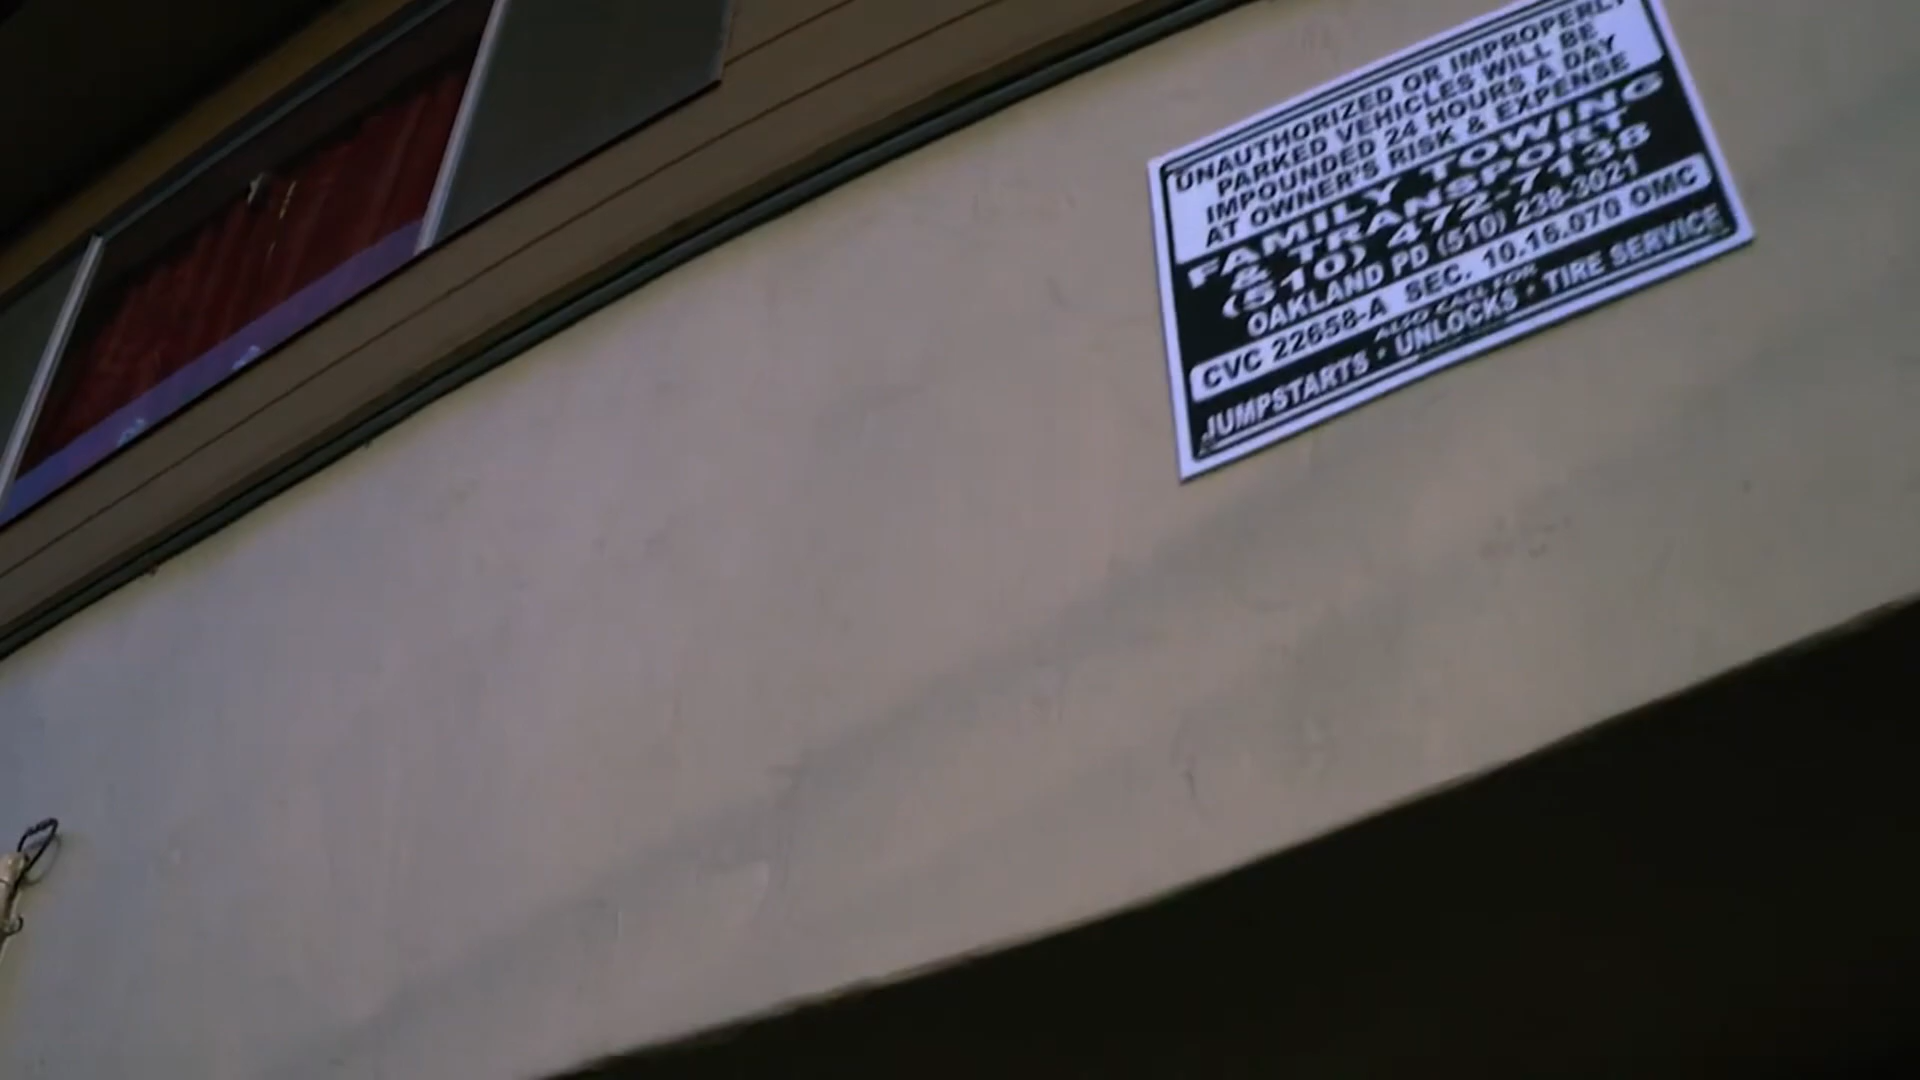 UNAUTHORIZED OR IMPROPERLY
PARKED VEHICLES WILL BE
IMPOUNDED 24 HOURS A DAY
AT OWNER'S RISK & EXPENSE
FAMILY TOWING
& TRANSPORT
(510) 472-7138
OAKLAND PD (510) 238-3021
CVC 22658-A SEC. 10.16.070 OMC
ALSO CALL FOR
JUMPSTARTS • UNLOCKS • TIRE SERVICE